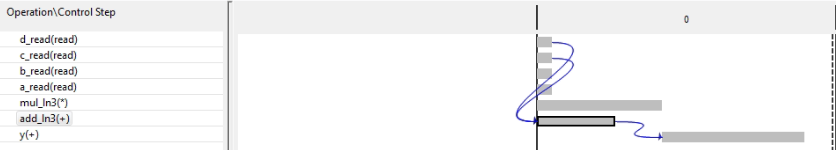 Operation\Control Step
0
d_read(read)
c_read(read)
b_read(read)
a_read(read)
mul_ln3(*)
add_ln3(+)
y(+)